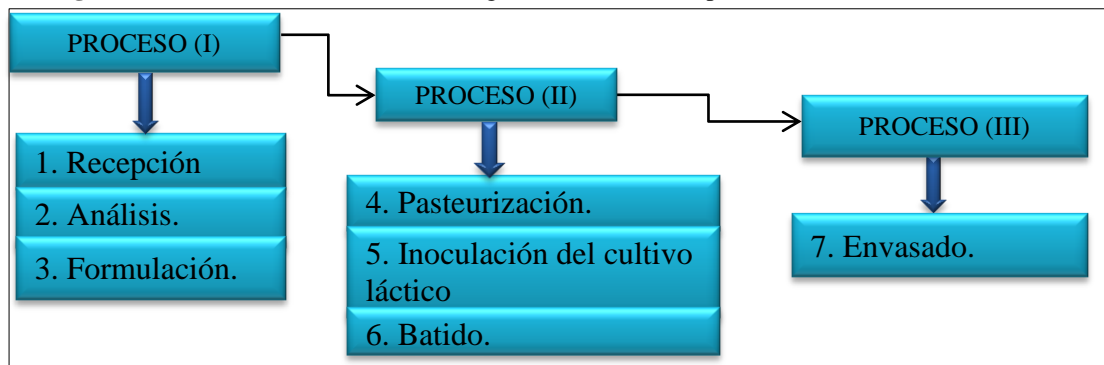 PROCESO (I)
1. Recepción
2. Análisis.
3. Formulación.
PROCESO (II)
4. Pasteurización.
5. Inoculación del cultivo
láctico
6. Batido.
PROCESO (III)
7. Envasado.